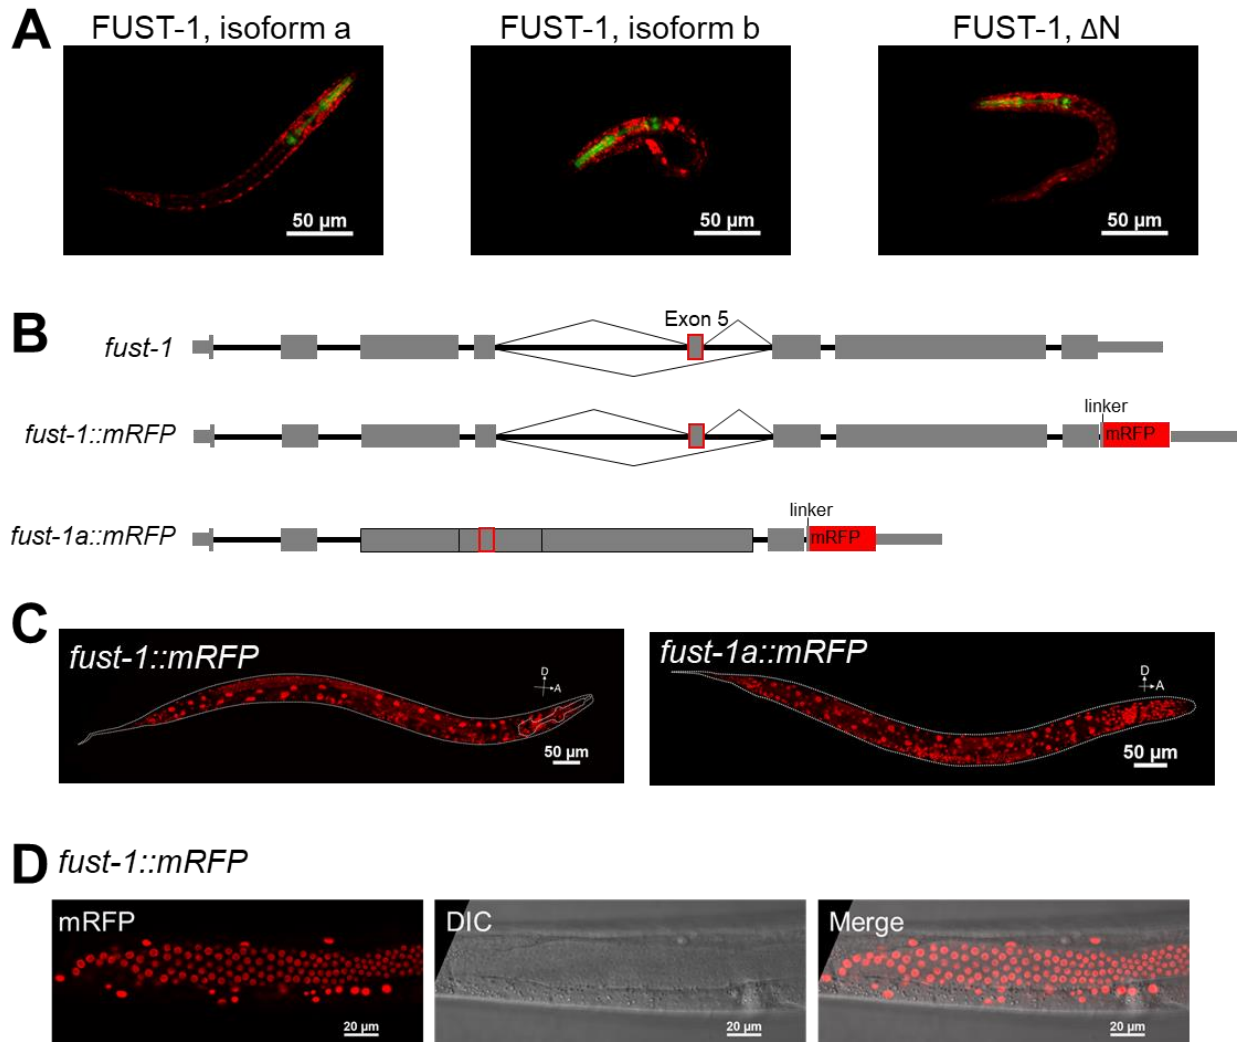 A
FUST-1, isoform a
FUST-1, isoform b
FUST-1, ΔN
50 µm
50 µm
50 µm
B
fust-1
Exon 5
fust-1::mRFP
linker
mRFP
fust-1a::mRFP
linker
mRFP
C
fust-1::mRFP
D
A
50 µm
fust-1a::mRFP
D
A
50 µm
D
fust-1::mRFP
mRFP
20 µm
DIC
20 µm
Merge
20 µm